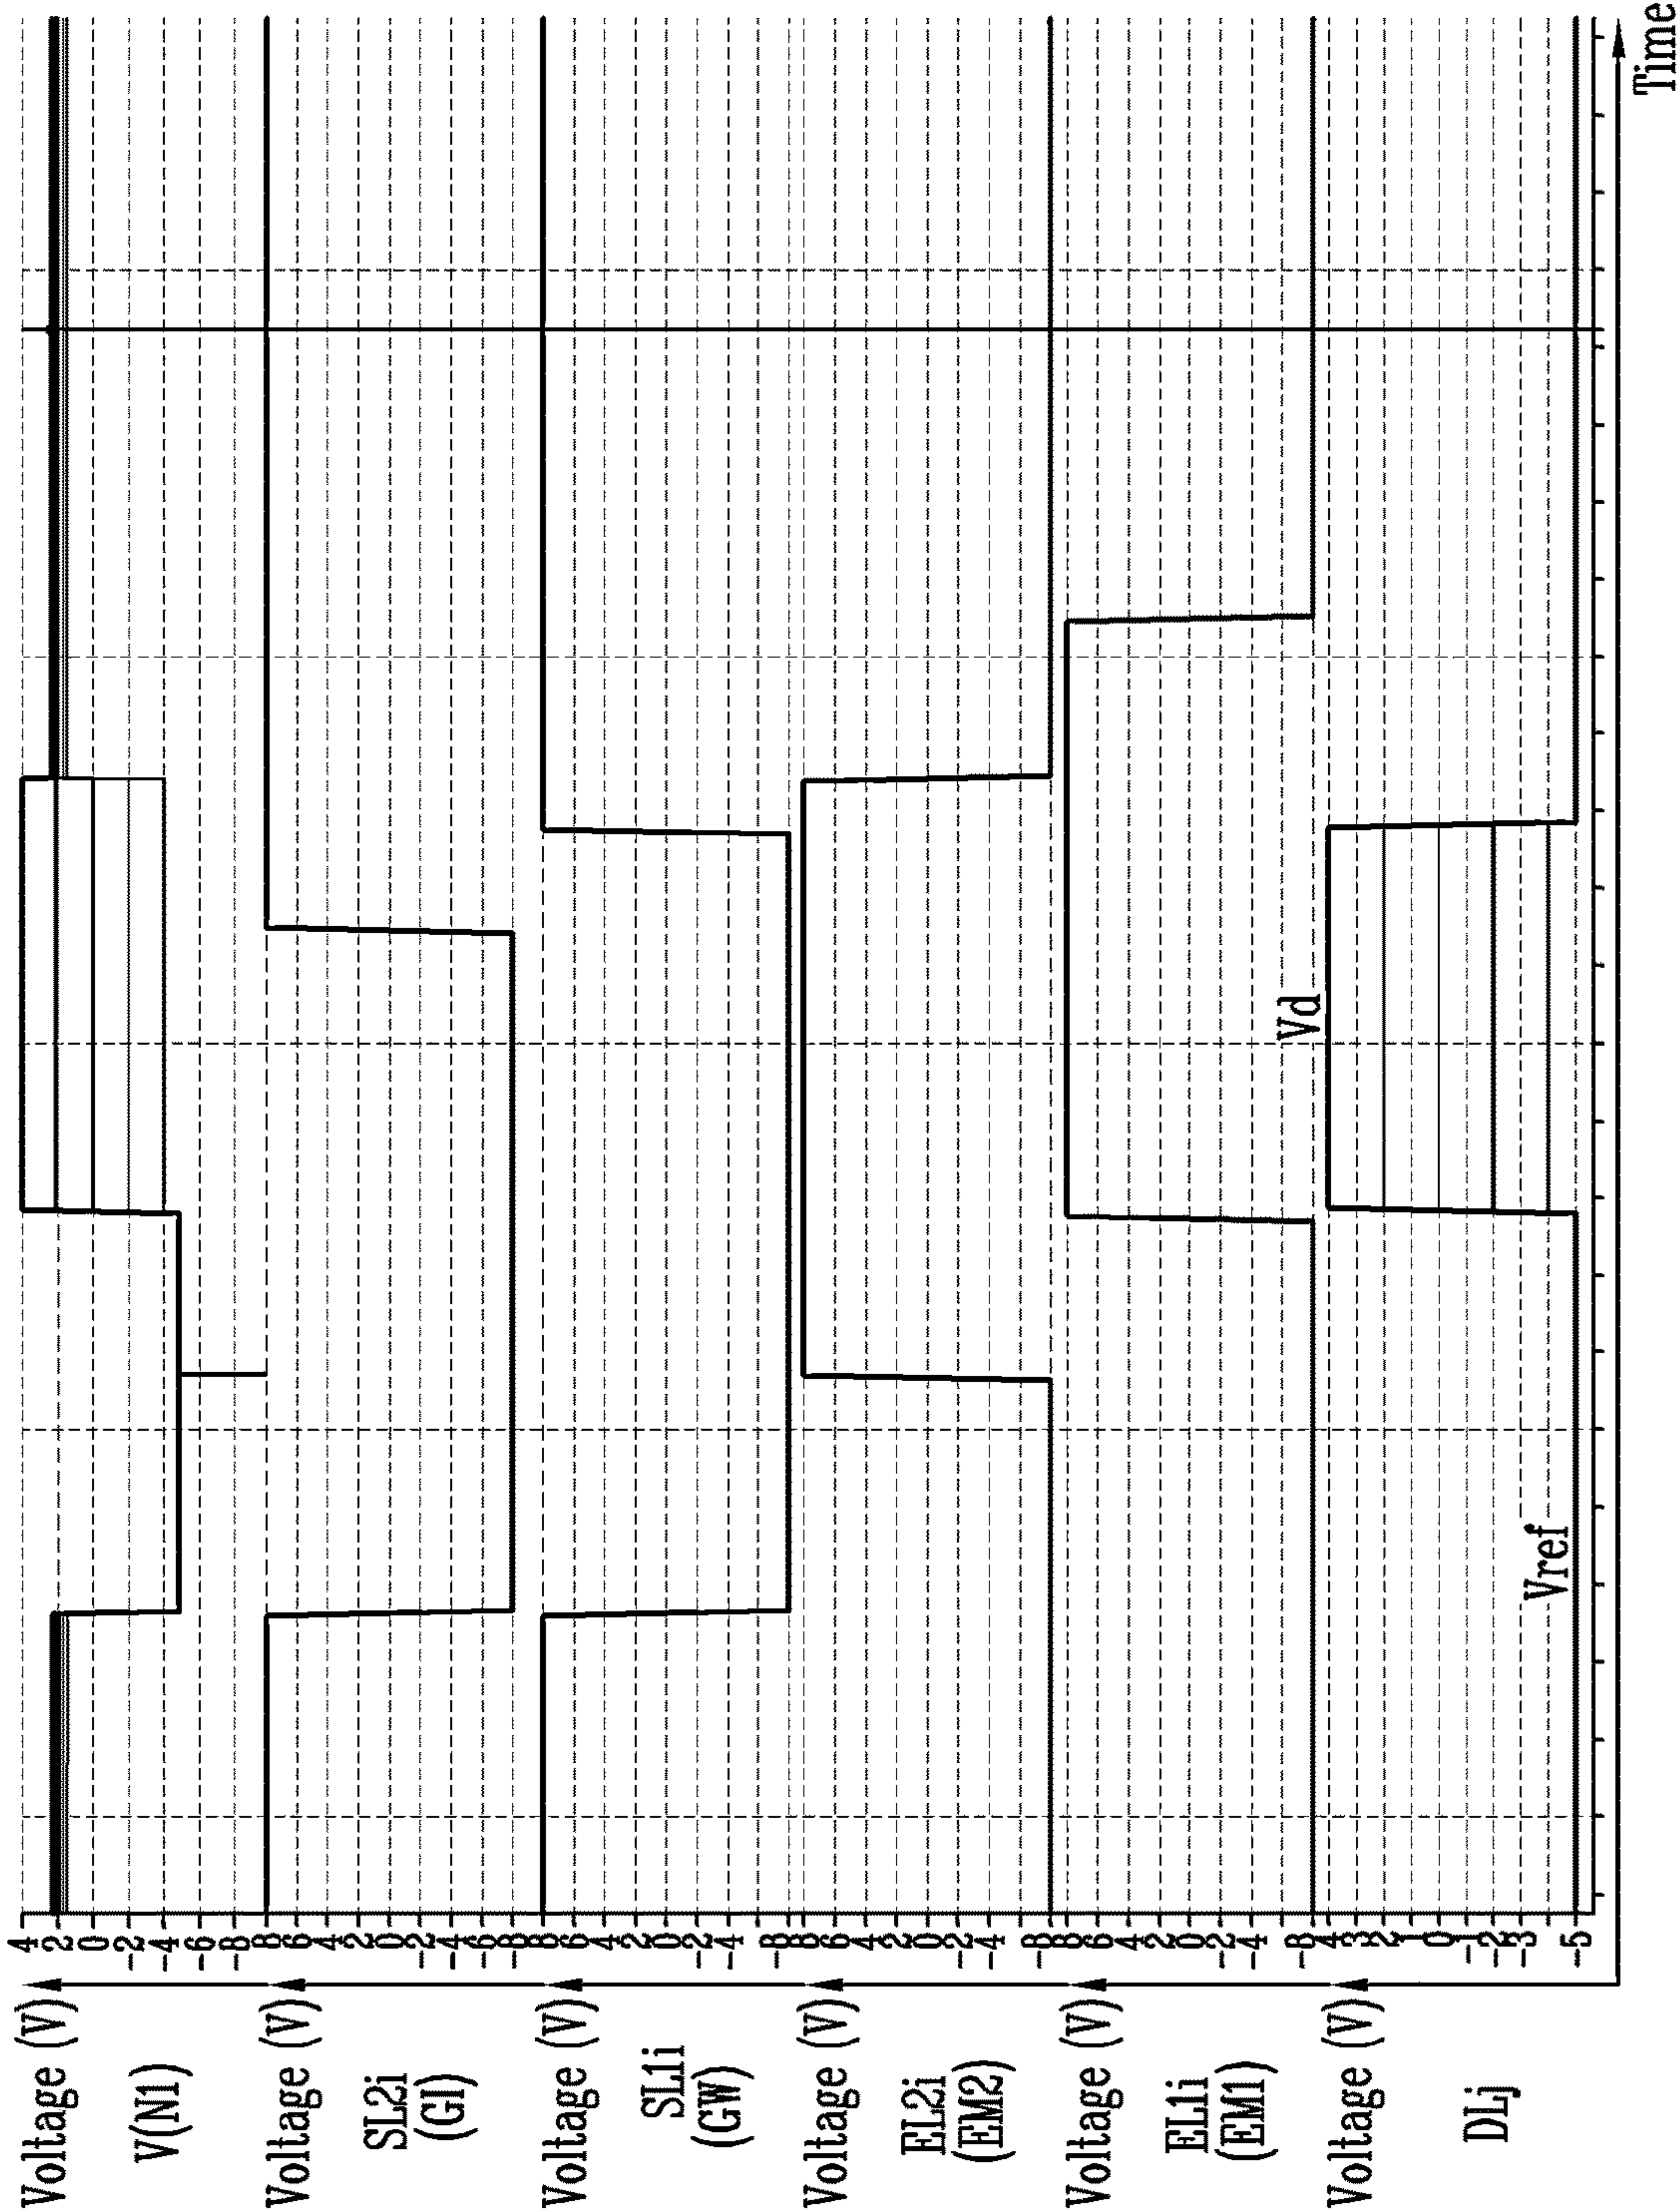 Voltage (V)
V(N1)
4
2
0
-2
-4
-6
-8
Voltage (V)
SL2i
(GI)
8
6
4
2
0
-2
-4
-6
-8
Voltage (V)
SL1i
(GW)
8
6
4
2
0
-2
-4
-8
Voltage (V)
EL2i
(EM2)
8
6
4
2
0
-2
-4
-8
Voltage (V)
EL1i
(EM1)
8
6
4
2
0
-2
-4
-8
Voltage (V)
DLj
4
3
2
1
0
-1
-2
-3
-5
Vd
Vref
Time